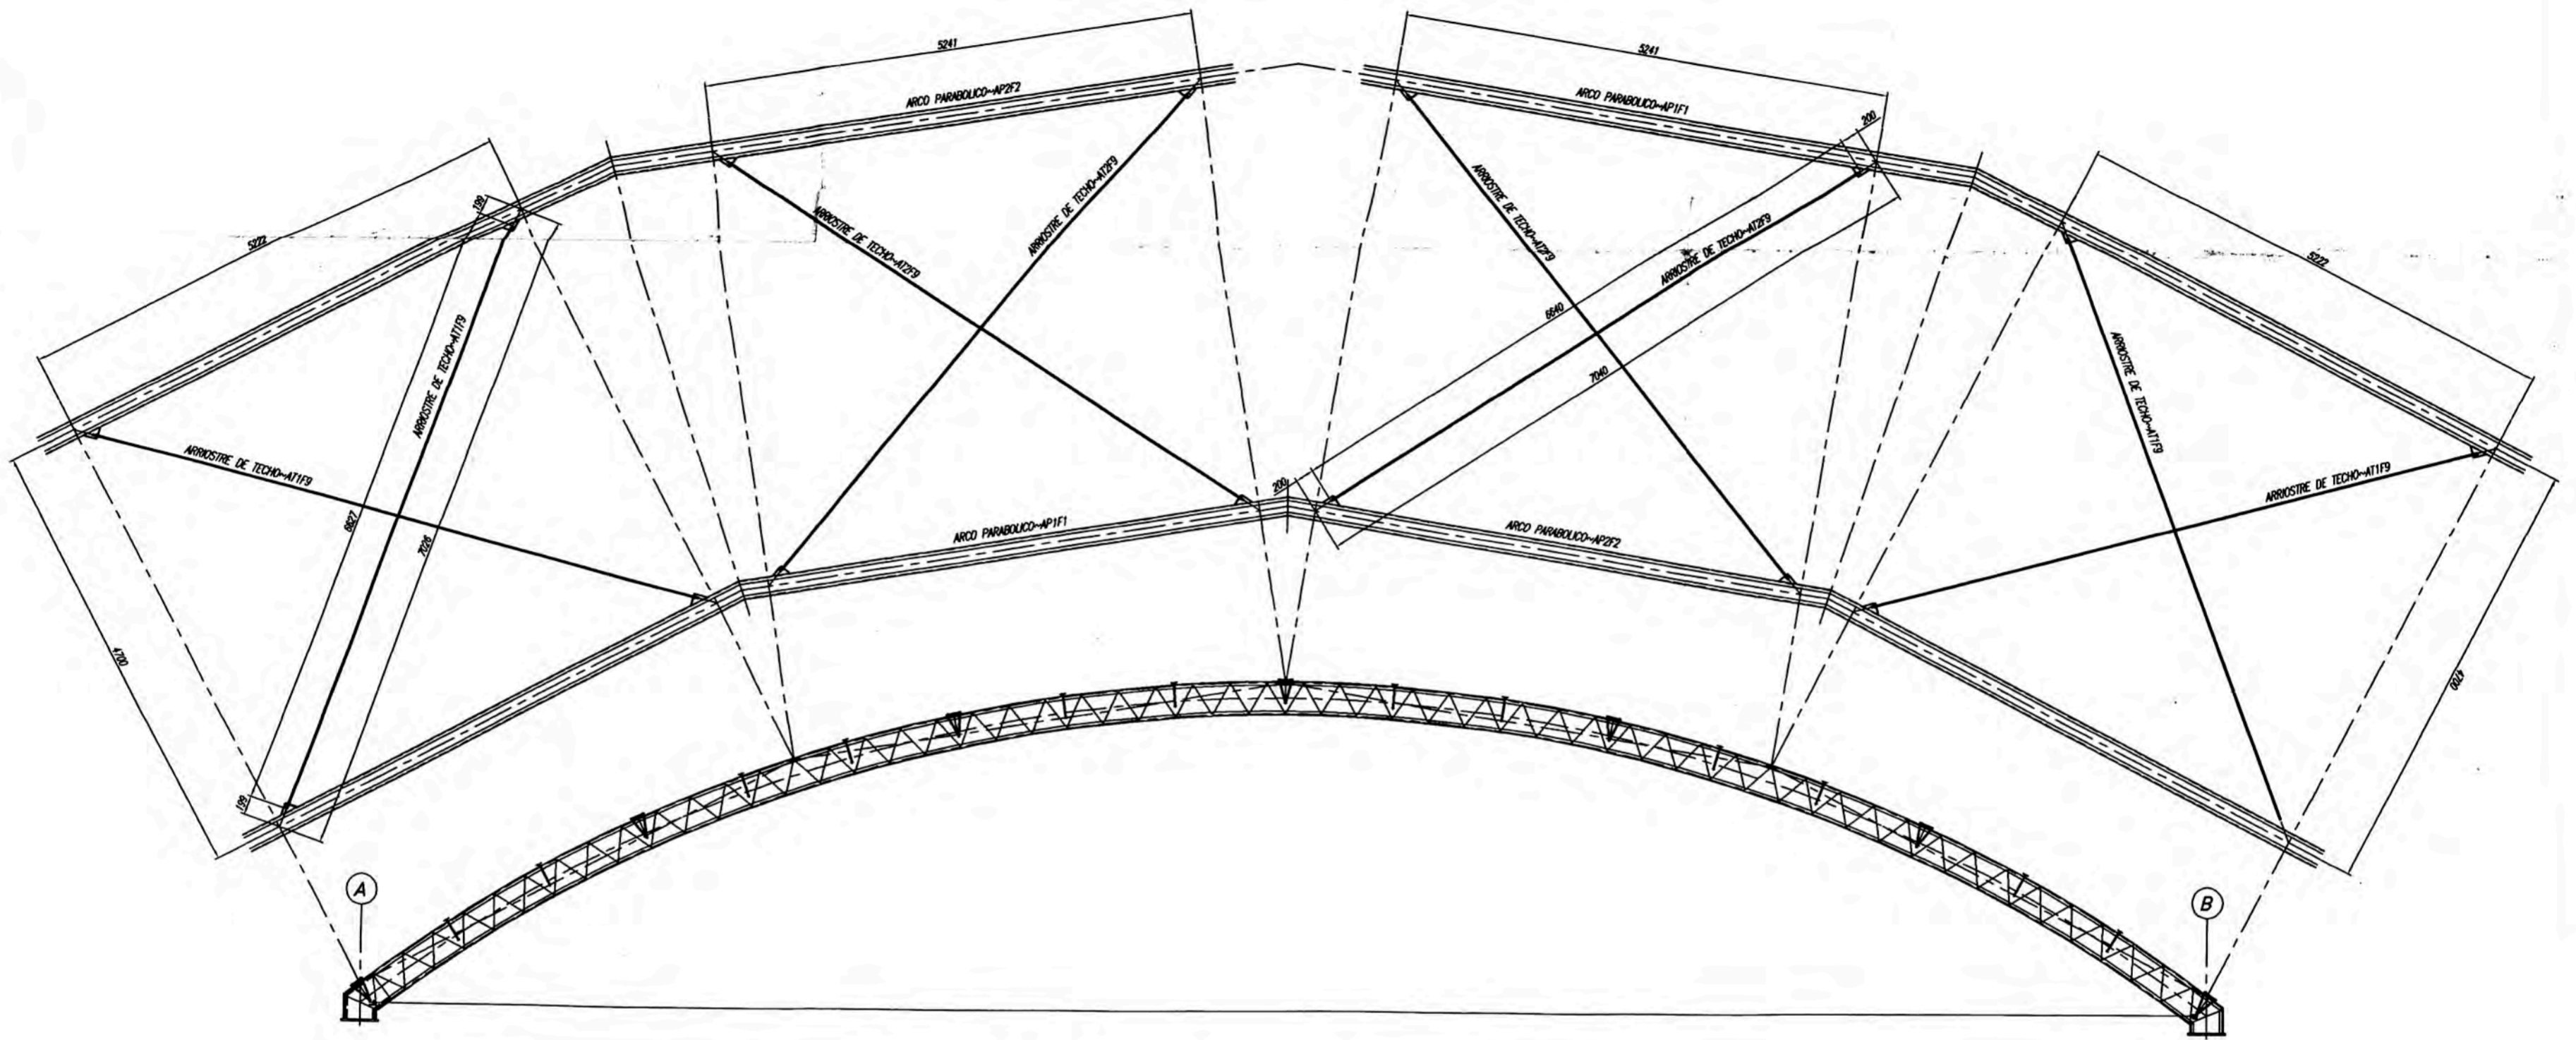 5241
5241
ARCO PARABOLICO~AP2F2
ARCO PARABOLICO~AP1F1
200
199
5222
5222
ARRIOSTRE DE TECHO~AT2F9
ARRIOSTRE DE TECHO~AT2F9
ARRIOSTRE DE TECHO~AT2F9
ARRIOSTRE DE TECHO~AT2F9
6640
7040
ARRIOSTRE DE TECHO~AT1F9
ARRIOSTRE DE TECHO~AT1F9
ARRIOSTRE DE TECHO~AT1F9
ARRIOSTRE DE TECHO~AT1F9
200
6627
7026
ARCO PARABOLICO~AP1F1
ARCO PARABOLICO~AP2F2
4700
4700
199
A
B